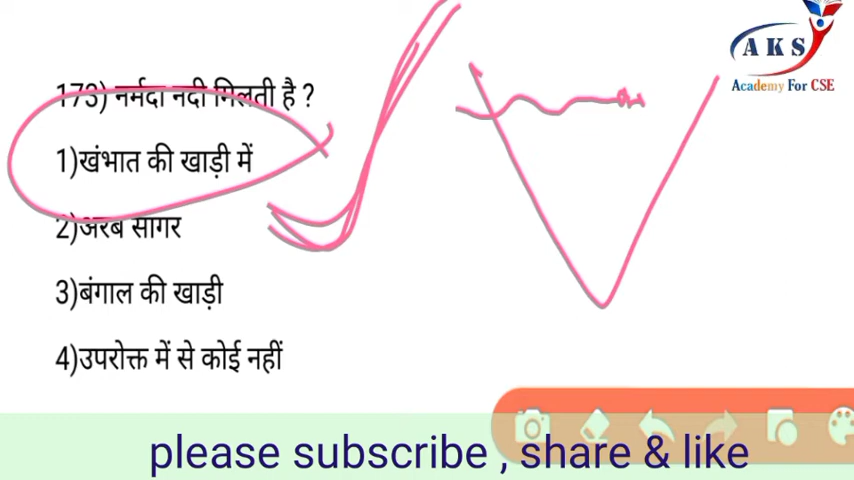 AKS
Academy For CSE
173) नर्मदा नदी मिलती है ?
1)खंभात की खाड़ी में
2)अरब सागर
3)बंगाल की खाड़ी
4)उपरोक्त में से कोई नहीं
please subscribe , share & like